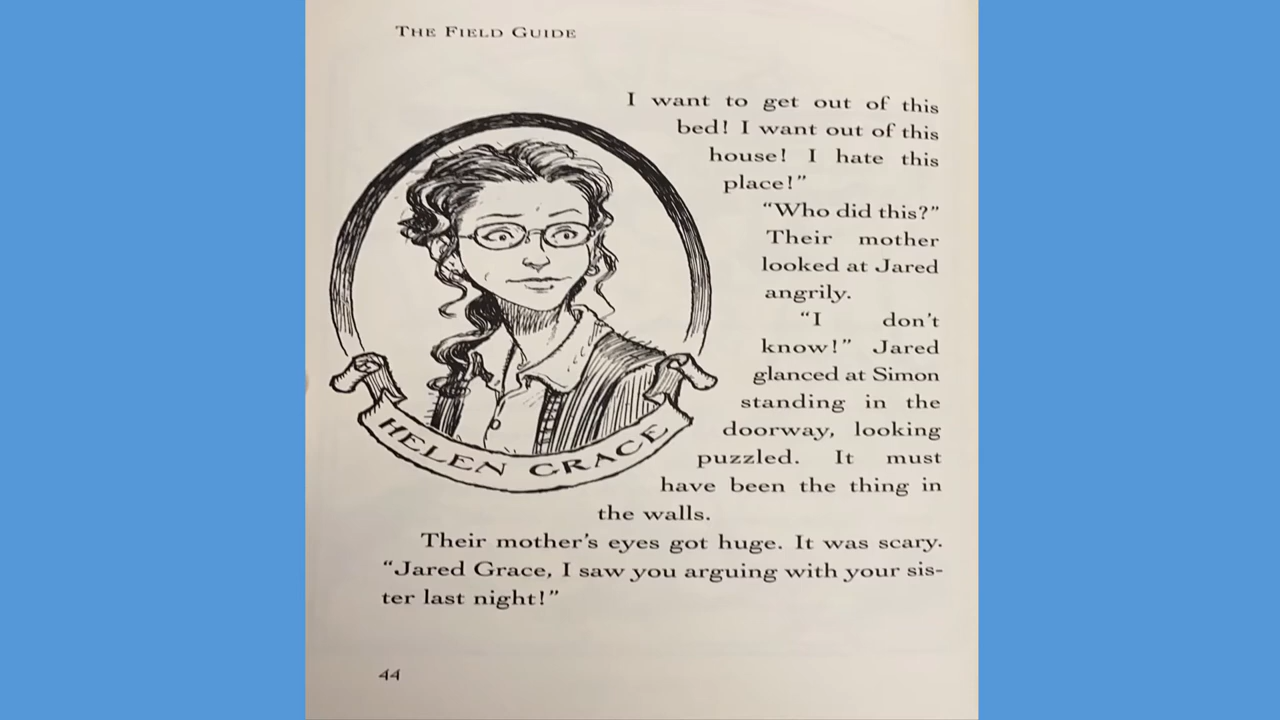 THE FIELD GUIDE
I want to get out of this
bed! I want out of this
house! I hate this
place!”
“Who did this?”
Their mother
looked at Jared
angrily.
“I don’t
know!” Jared
glanced at Simon
standing in the
doorway, looking
puzzled. It must
have been the thing in
the walls.
HELEN GRACE
Their mother’s eyes got huge. It was scary.
“Jared Grace, I saw you arguing with your sis-
ter last night!”
44